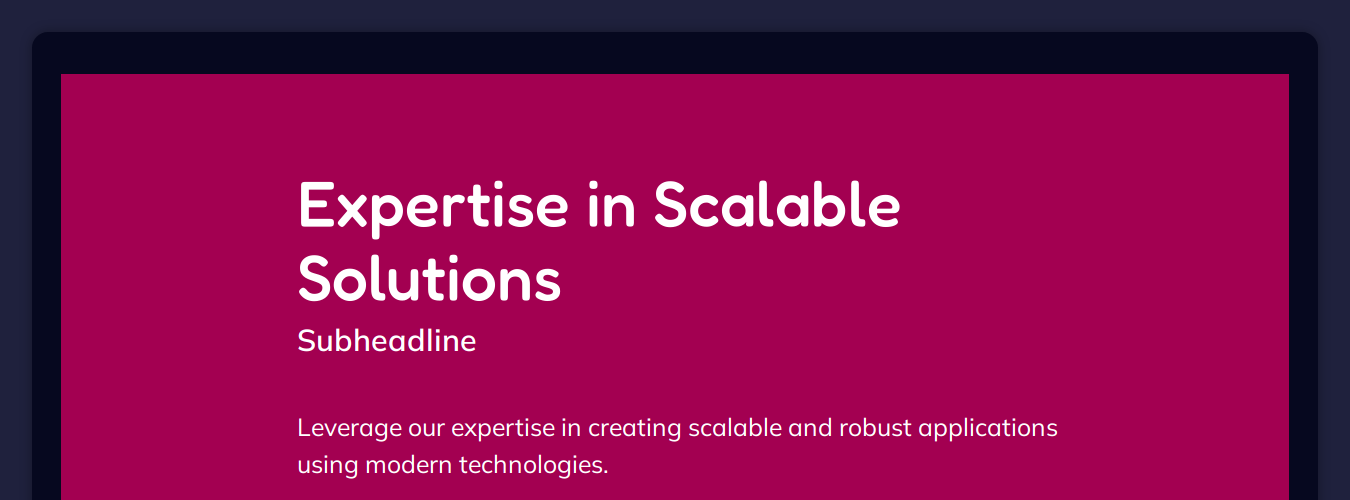 Expertise in Scalable
Solutions
Subheadline
Leverage our expertise in creating scalable and robust applications
using modern technologies.